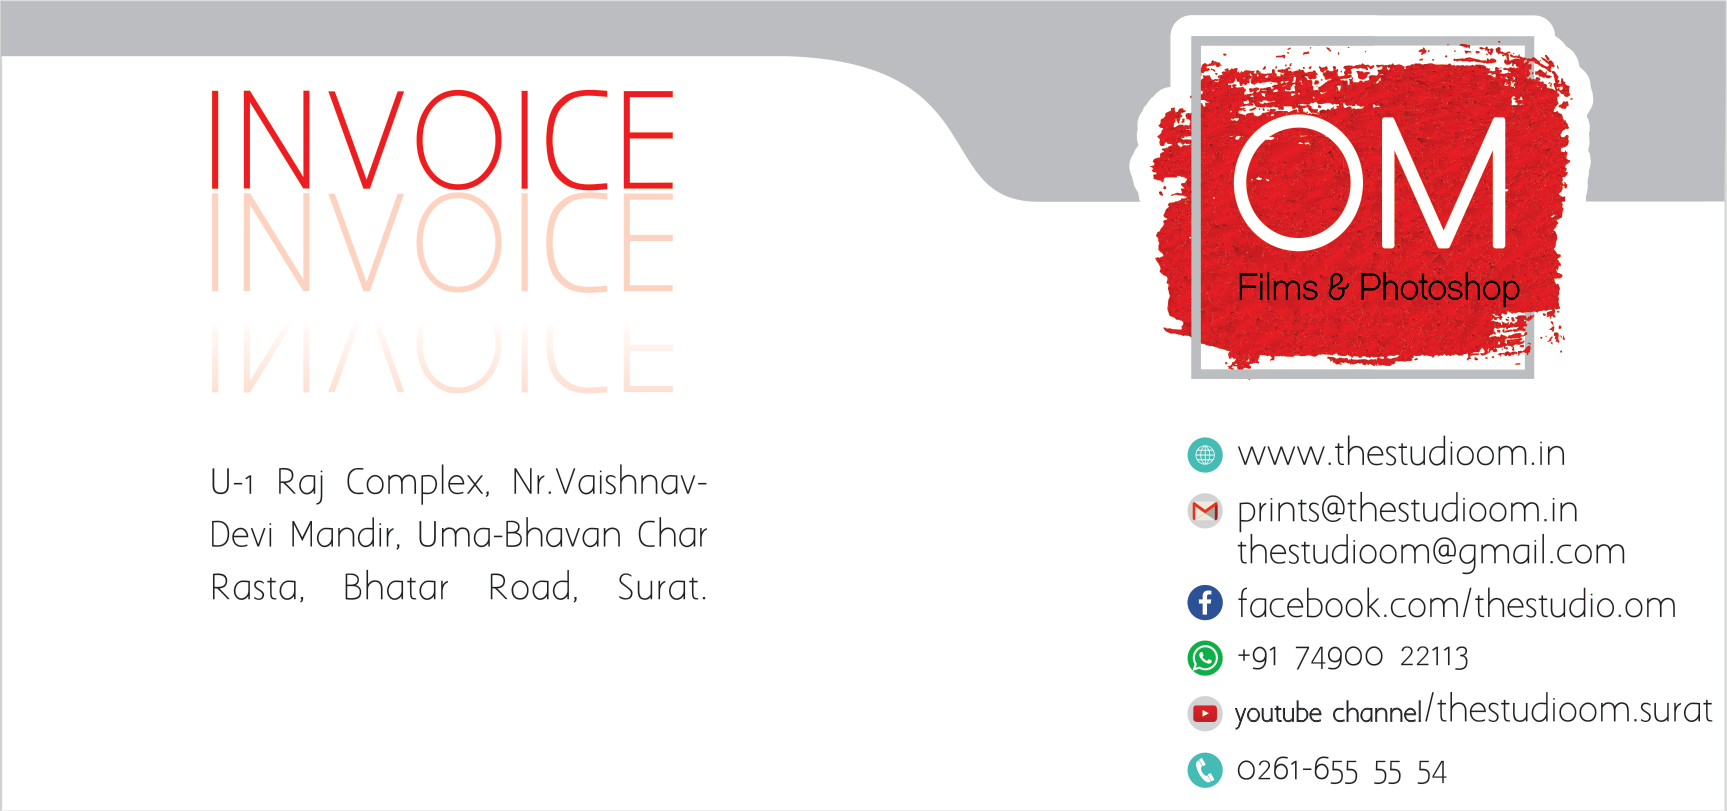 INVOICE
INVOICE
INVOICE
OM
Films & Photoshop
U-1 Raj Complex, Nr.Vaishnav-
Devi Mandir, Uma-Bhavan Char
Rasta, Bhatar Road, Surat.
www.thestudioom.in
prints@thestudioom.in
thestudioom@gmail.com
facebook.com/thestudio.om
+91 74900 22113
youtube channel/thestudioom.surat
0261-655 55 54